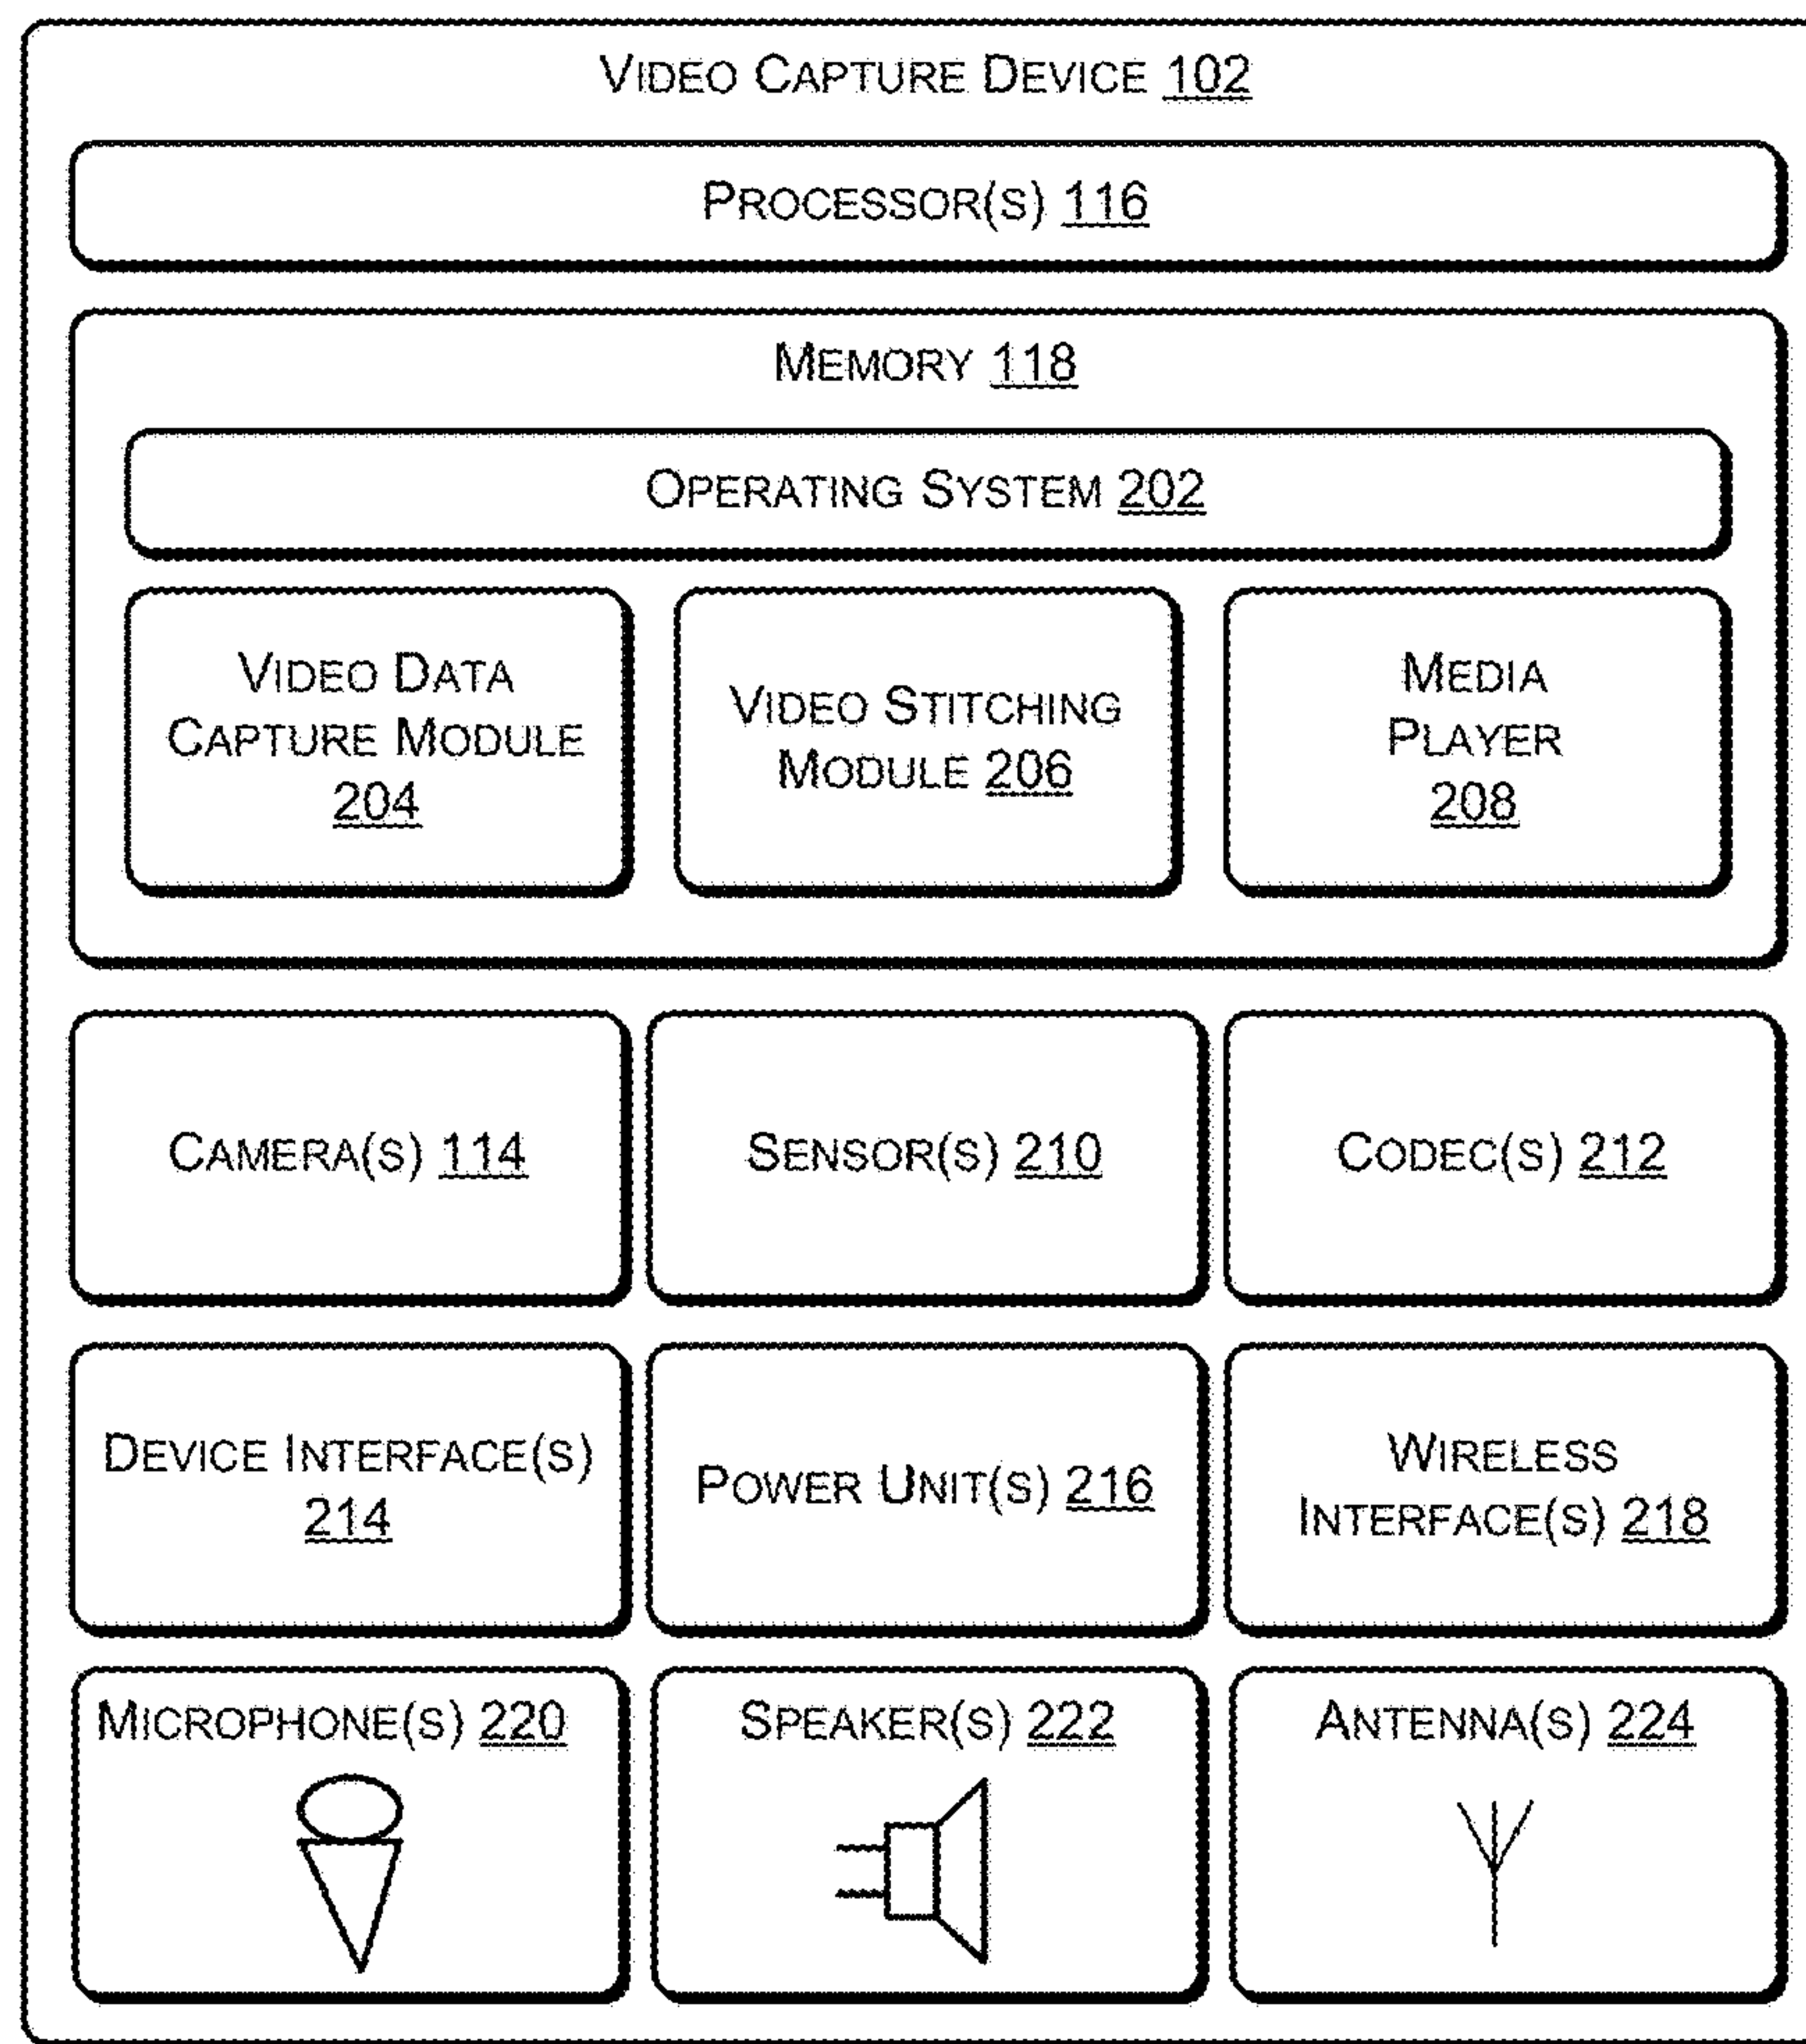 VIDEO CAPTURE DEVICE 102
PROCESSOR(S) 116
MEMORY 118
OPERATING SYSTEM 202
VIDEO DATA
CAPTURE MODULE
204
VIDEO STITCHING
MODULE 206
MEDIA
PLAYER
208
CAMERA(S) 114
SENSOR(S) 210
CODEC(S) 212
DEVICE INTERFACE(S)
214
POWER UNIT(S) 216
WIRELESS
INTERFACE(S) 218
MICROPHONE(S) 220
SPEAKER(S) 222
ANTENNA(S) 224